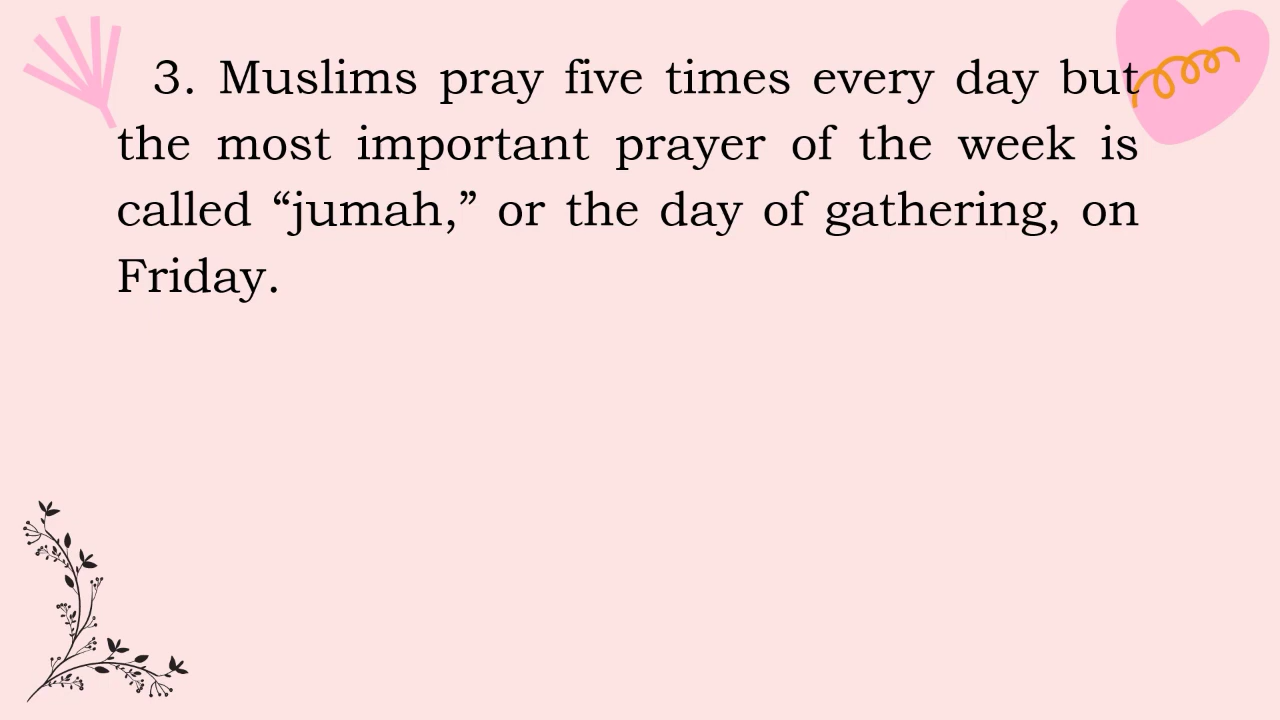 3. Muslims pray five times every day but
the most important prayer of the week is
called “jumah,” or the day of gathering, on
Friday.